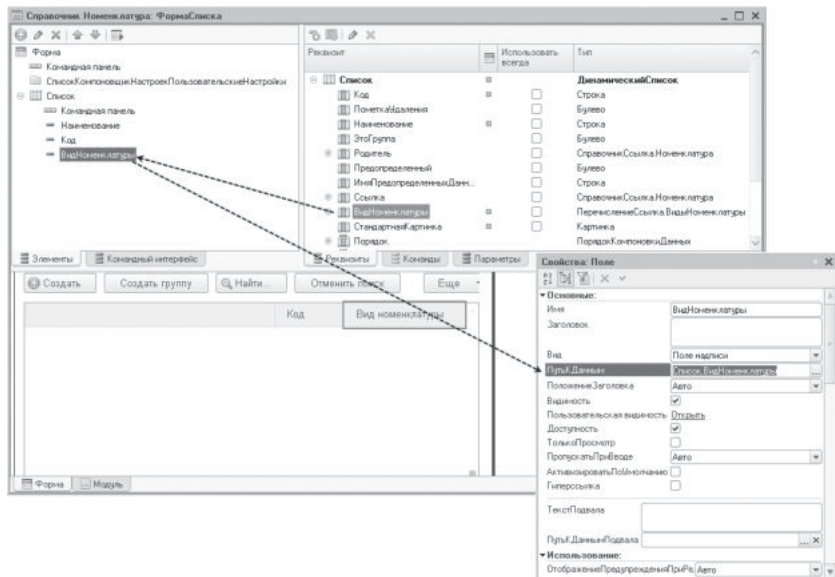 Справочник Номенклатура: ФормаСписка
Форма
Командная панель
СписокКомпоновщикНастроекПользовательскиеНастройки
Список
Командная панель
Наименование
Код
ВидНоменклатуры
Элементы
Командный интерфейс
Реквизит
Использовать всегда
Тип
Список ДинамическийСписок
Код Строка
ПометкаУдаления Булево
Наименование Строка
ЭтоГруппа Булево
Родитель СправочникСсылка.Номенклатура
Предопределенный Булево
ИмяПредопределенныхДанн... Строка
Ссылка СправочникСсылка.Номенклатура
ВидНоменклатуры ПеречислениеСсылка.ВидыНоменклатуры
СтандартнаяКартинка Картинка
Порядок ПорядокКомпоновкиДанных
Реквизиты
Команды
Параметры
Создать
Создать группу
Найти...
Отменить поиск
Еще
Код
Вид номенклатуры
Форма
Модуль
Свойства: Поле
Основные:
Имя ВидНоменклатуры
Заголовок
Вид Поле надписи
ПутьКДанным Список.ВидНоменклатуры
ПоложениеЗаголовка Авто
Видимость
Пользовательская видимость Открыть
Доступность
ТолькоПросмотр
ПропускатьПриВводе Авто
АктивизироватьПоУмолчанию
Гиперссылка
ТекстПодвала
ПутьКДаннымПодвала
Использование:
ОтображениеПредупрежденияПриРе Авто